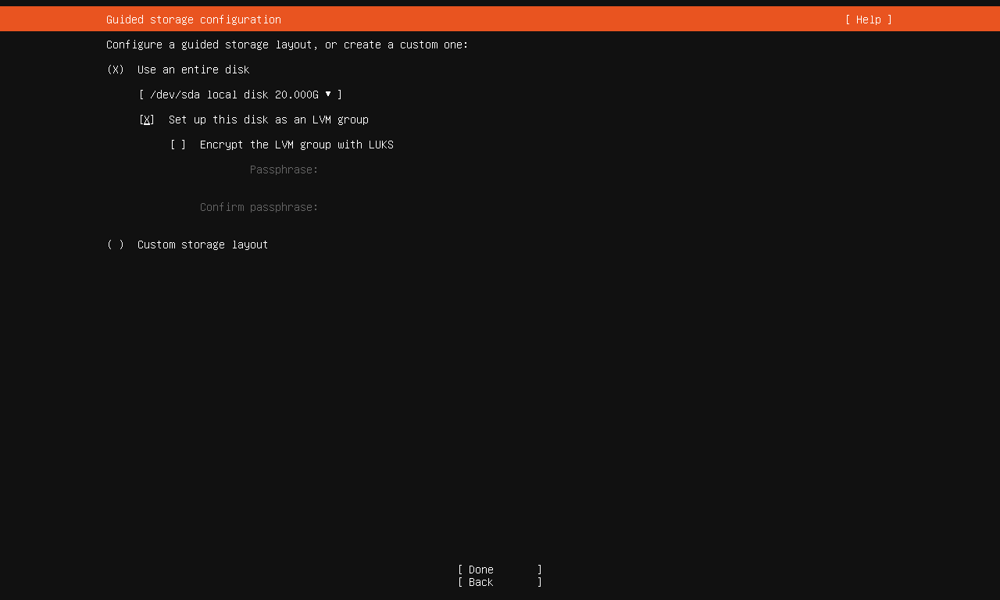 Guided storage configuration [ Help ]
Configure a guided storage layout, or create a custom one:
(X) Use an entire disk
[ /dev/sda local disk 20.000G ▾ ]
[X] Set up this disk as an LVM group
[ ] Encrypt the LVM group with LUKS
Passphrase:
Confirm passphrase:
( ) Custom storage layout
[ Done ]
[ Back ]